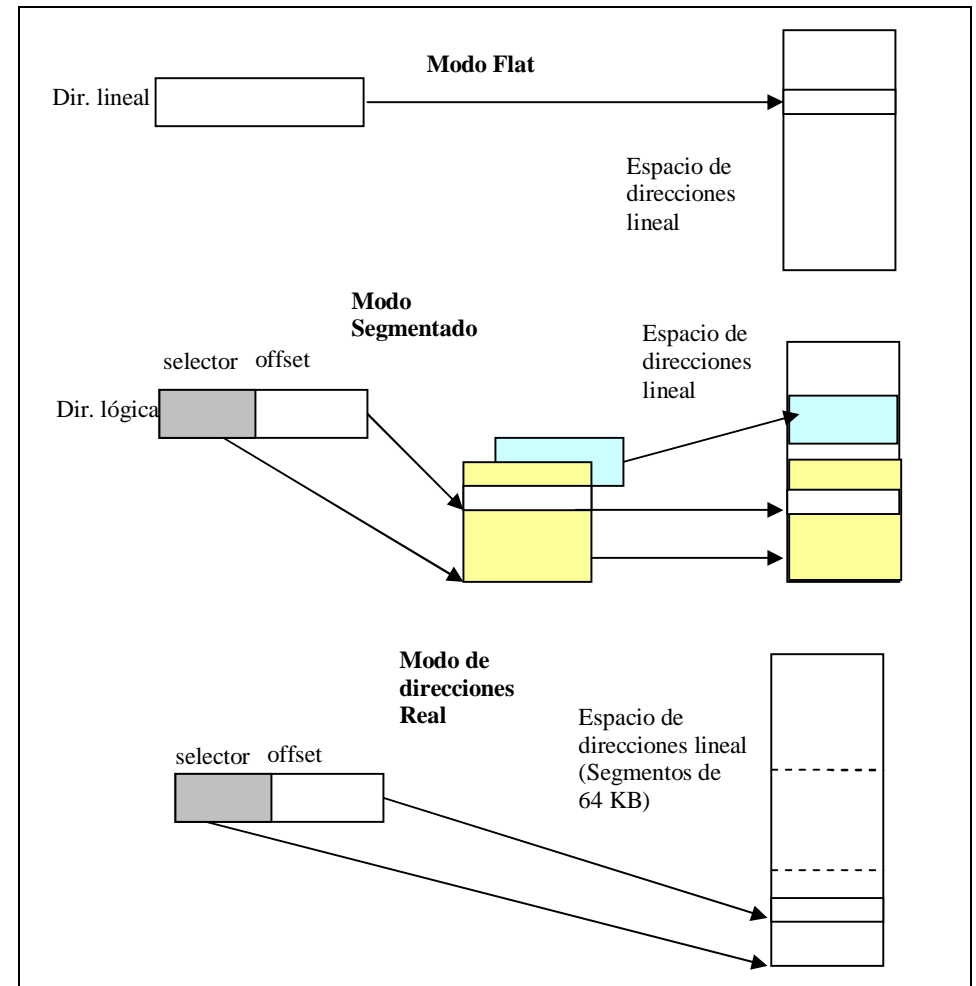 Modo Flat
Dir. lineal
Espacio de
direcciones
lineal
Modo
Segmentado
Espacio de
direcciones
lineal
selector offset
Dir. lógica
Modo de
direcciones
Real
Espacio de
direcciones lineal
(Segmentos de
64 KB)
selector offset